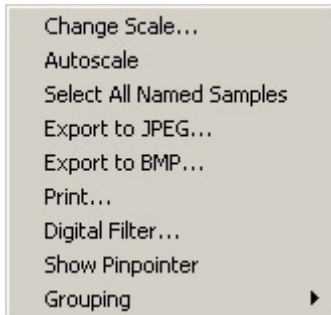 Change Scale...
Autoscale
Select All Named Samples
Export to JPEG...
Export to BMP...
Print...
Digital Filter...
Show Pinpointer
Grouping